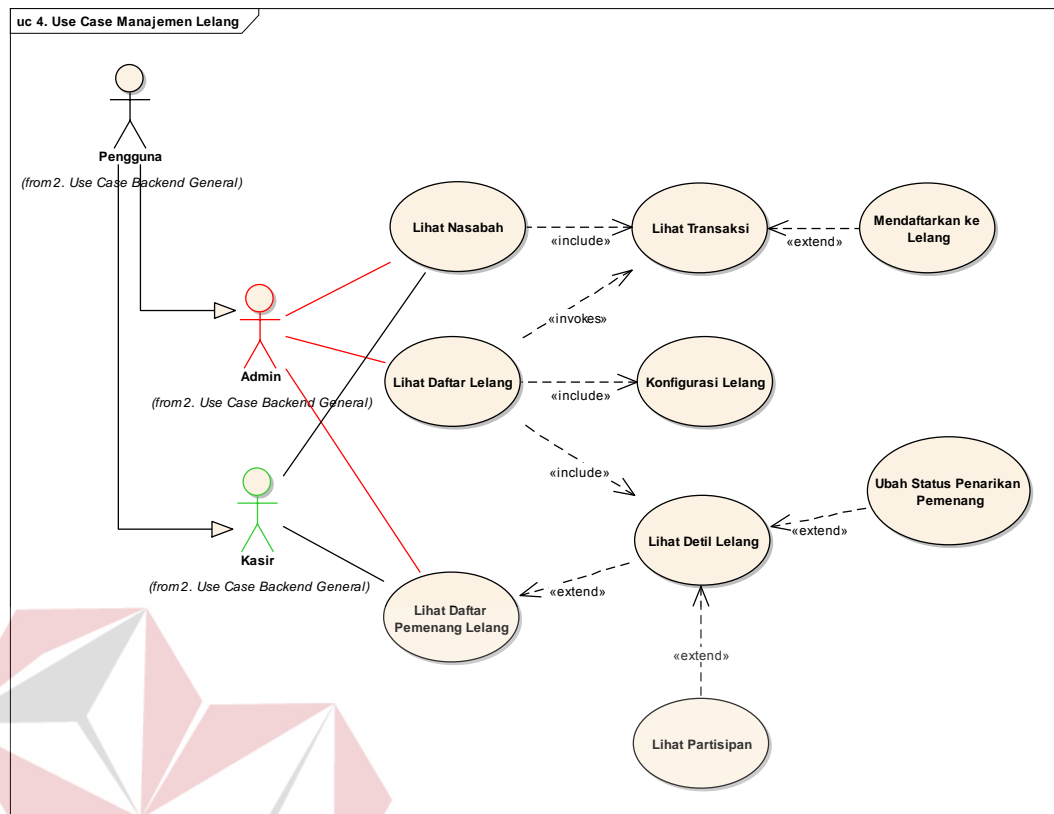 uc 4. Use Case Manajemen Lelang
Pengguna
(from 2. Use Case Backend General)
Lihat Nasabah
«include»
Lihat Transaksi
«extend»
Mendaftarkan ke
Lelang
Admin
(from 2. Use Case Backend General)
«invokes»
Lihat Daftar Lelang
«include»
Konfigurasi Lelang
«include»
Kasir
(from 2. Use Case Backend General)
Lihat Detil Lelang
«extend»
Ubah Status Penarikan
Pemenang
Lihat Daftar
Pemenang Lelang
«extend»
«extend»
Lihat Partisipan